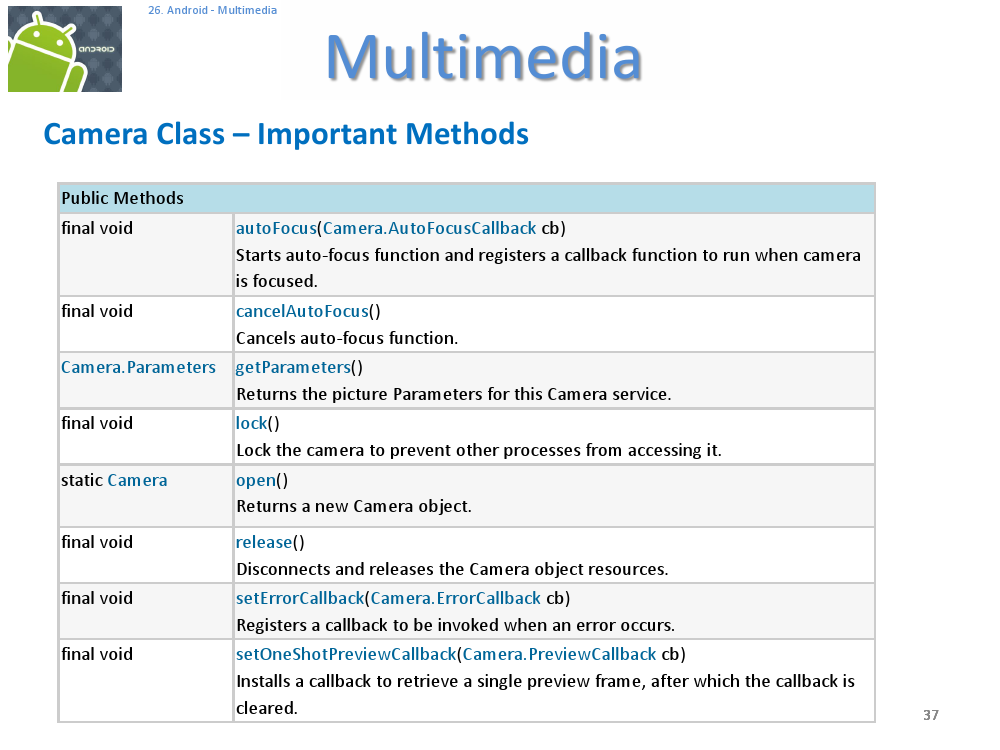 26. Android - Multimedia
ANDROID
Multimedia
Camera Class – Important Methods
Public Methods
final void
autoFocus(Camera.AutoFocusCallback cb)
Starts auto-focus function and registers a callback function to run when camera
is focused.
final void
cancelAutoFocus()
Cancels auto-focus function.
Camera.Parameters
getParameters()
Returns the picture Parameters for this Camera service.
final void
lock()
Lock the camera to prevent other processes from accessing it.
static Camera
open()
Returns a new Camera object.
final void
release()
Disconnects and releases the Camera object resources.
final void
setErrorCallback(Camera.ErrorCallback cb)
Registers a callback to be invoked when an error occurs.
final void
setOneShotPreviewCallback(Camera.PreviewCallback cb)
Installs a callback to retrieve a single preview frame, after which the callback is
cleared.
37